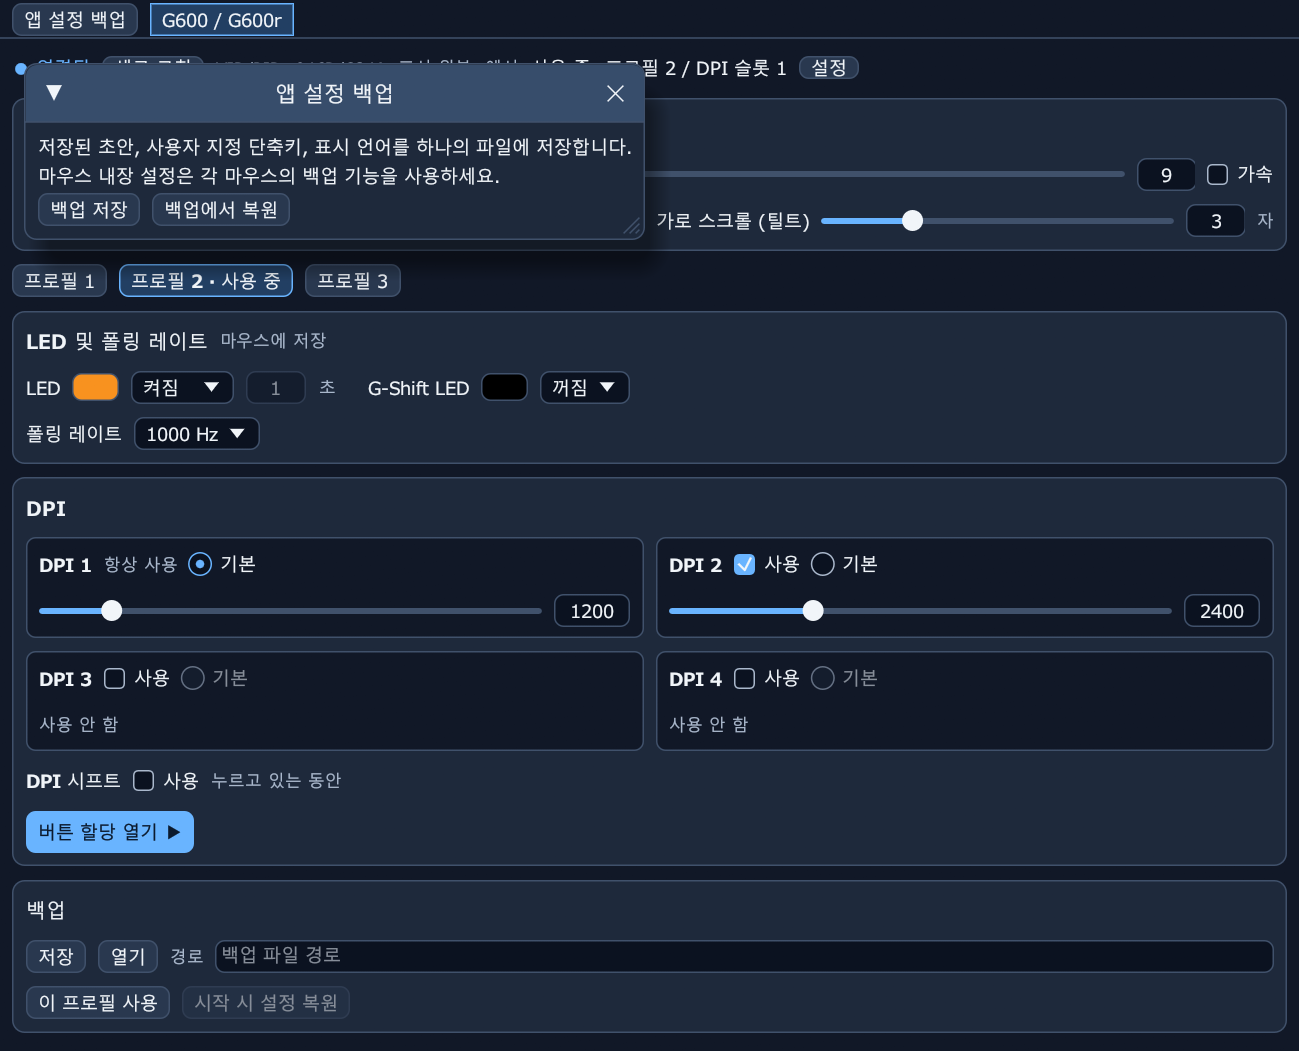 앱 설정 백업 G600 / G600r
필 2 / DPI 슬롯 1 설정
앱 설정 백업
저장된 초안, 사용자 지정 단축키, 표시 언어를 하나의 파일에 저장합니다.
마우스 내장 설정은 각 마우스의 백업 기능을 사용하세요.
백업 저장 백업에서 복원
9 가속
가로 스크롤 (틸트) 3 자
프로필 1 프로필 2 · 사용 중 프로필 3
LED 및 폴링 레이트 마우스에 저장
LED 켜짐 1 초 G-Shift LED 꺼짐
폴링 레이트 1000 Hz
DPI
DPI 1 항상 사용 기본
1200
DPI 2 사용 기본
2400
DPI 3 사용 기본
사용 안 함
DPI 4 사용 기본
사용 안 함
DPI 시프트 사용 누르고 있는 동안
버튼 할당 열기
백업
저장 열기 경로 백업 파일 경로
이 프로필 사용 시작 시 설정 복원